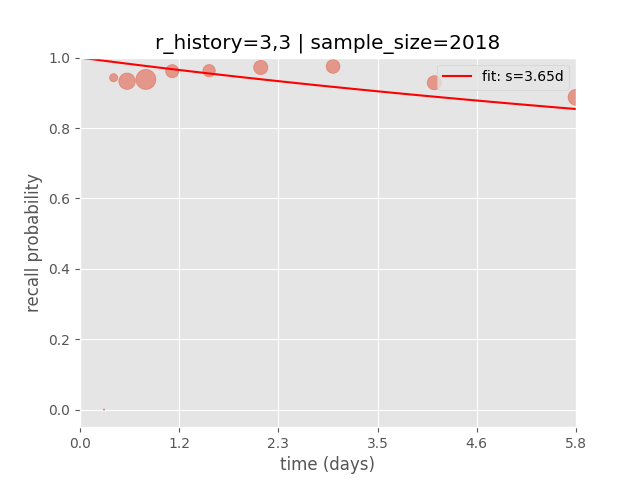 r_history=3,3 | sample_size=2018
fit: s=3.65d
recall probability
1.0
0.8
0.6
0.4
0.2
0.0
0.0 1.2 2.3 3.5 4.6 5.8
time (days)